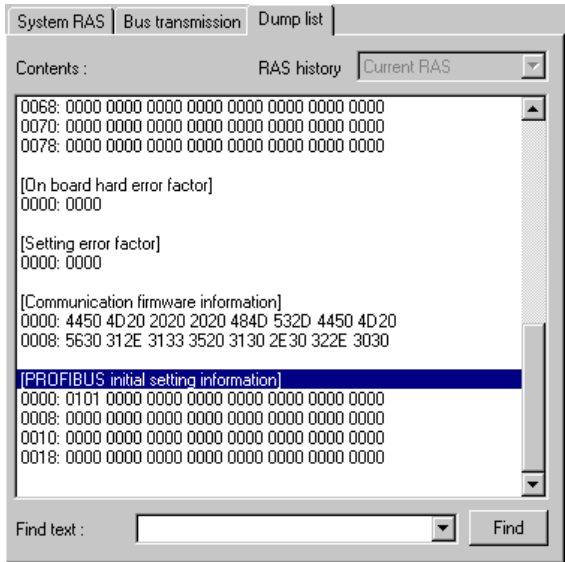 System RAS Bus transmission Dump list
Contents : RAS history Current RAS
0068: 0000 0000 0000 0000 0000 0000 0000 0000
0070: 0000 0000 0000 0000 0000 0000 0000 0000
0078: 0000 0000 0000 0000 0000 0000 0000 0000
[On board hard error factor]
0000: 0000
[Setting error factor]
0000: 0000
[Communication firmware information]
0000: 4450 4D20 2020 2020 484D 532D 4450 4D20
0008: 5630 312E 3133 3520 3130 2E30 322E 3030
[PROFIBUS initial setting information]
0000: 0101 0000 0000 0000 0000 0000 0000 0000
0008: 0000 0000 0000 0000 0000 0000 0000 0000
0010: 0000 0000 0000 0000 0000 0000 0000 0000
0018: 0000 0000 0000 0000 0000 0000 0000 0000
Find text : Find